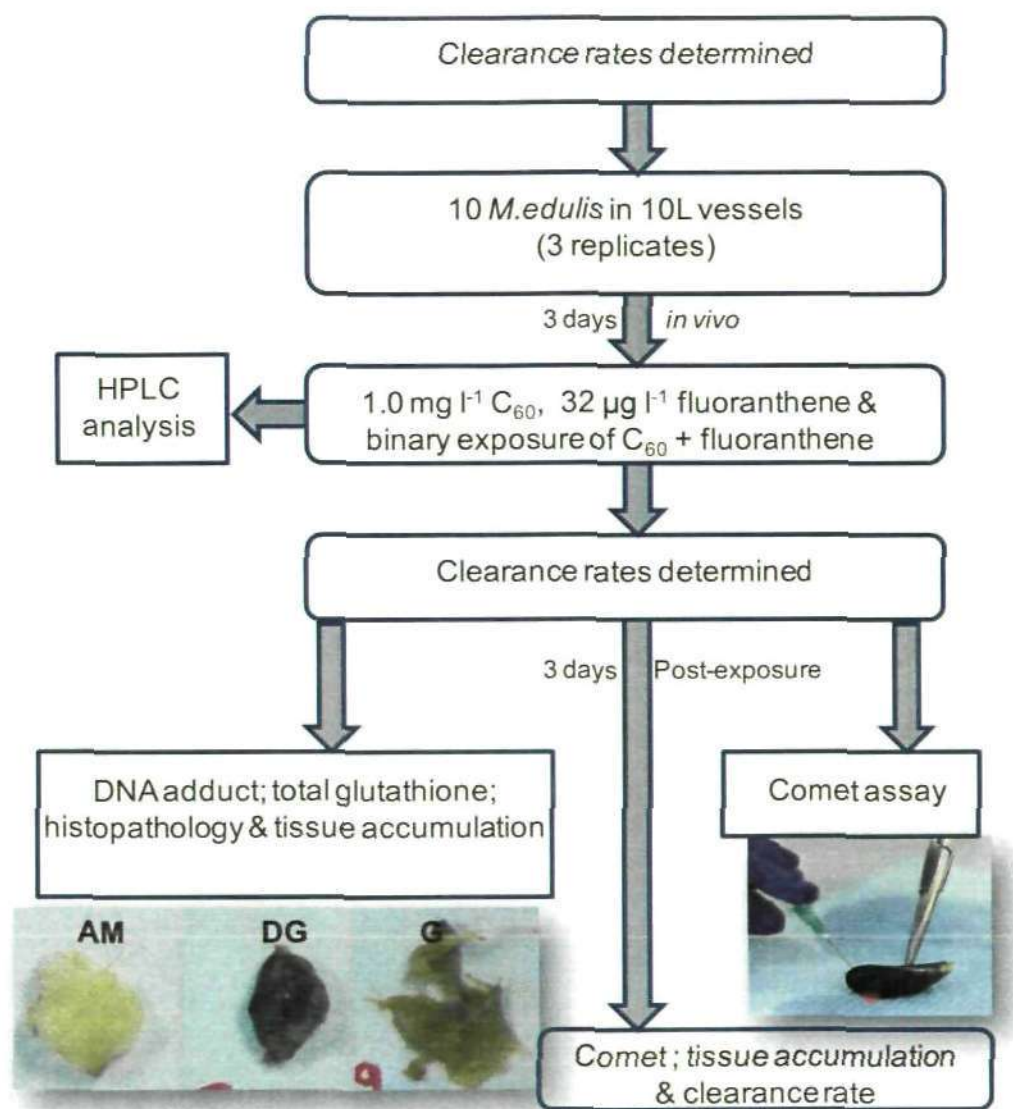 Clearance rates determined
10 M.edulis in 10L vessels
(3 replicates)
3 days in vivo
HPLC
analysis
1.0 mg l⁻¹ C₆₀, 32 µg l⁻¹ fluoranthene &
binary exposure of C₆₀ + fluoranthene
Clearance rates determined
3 days Post-exposure
DNA adduct; total glutathione;
histopathology & tissue accumulation
Comet assay
AM DG G
9
Comet ; tissue accumulation
& clearance rate